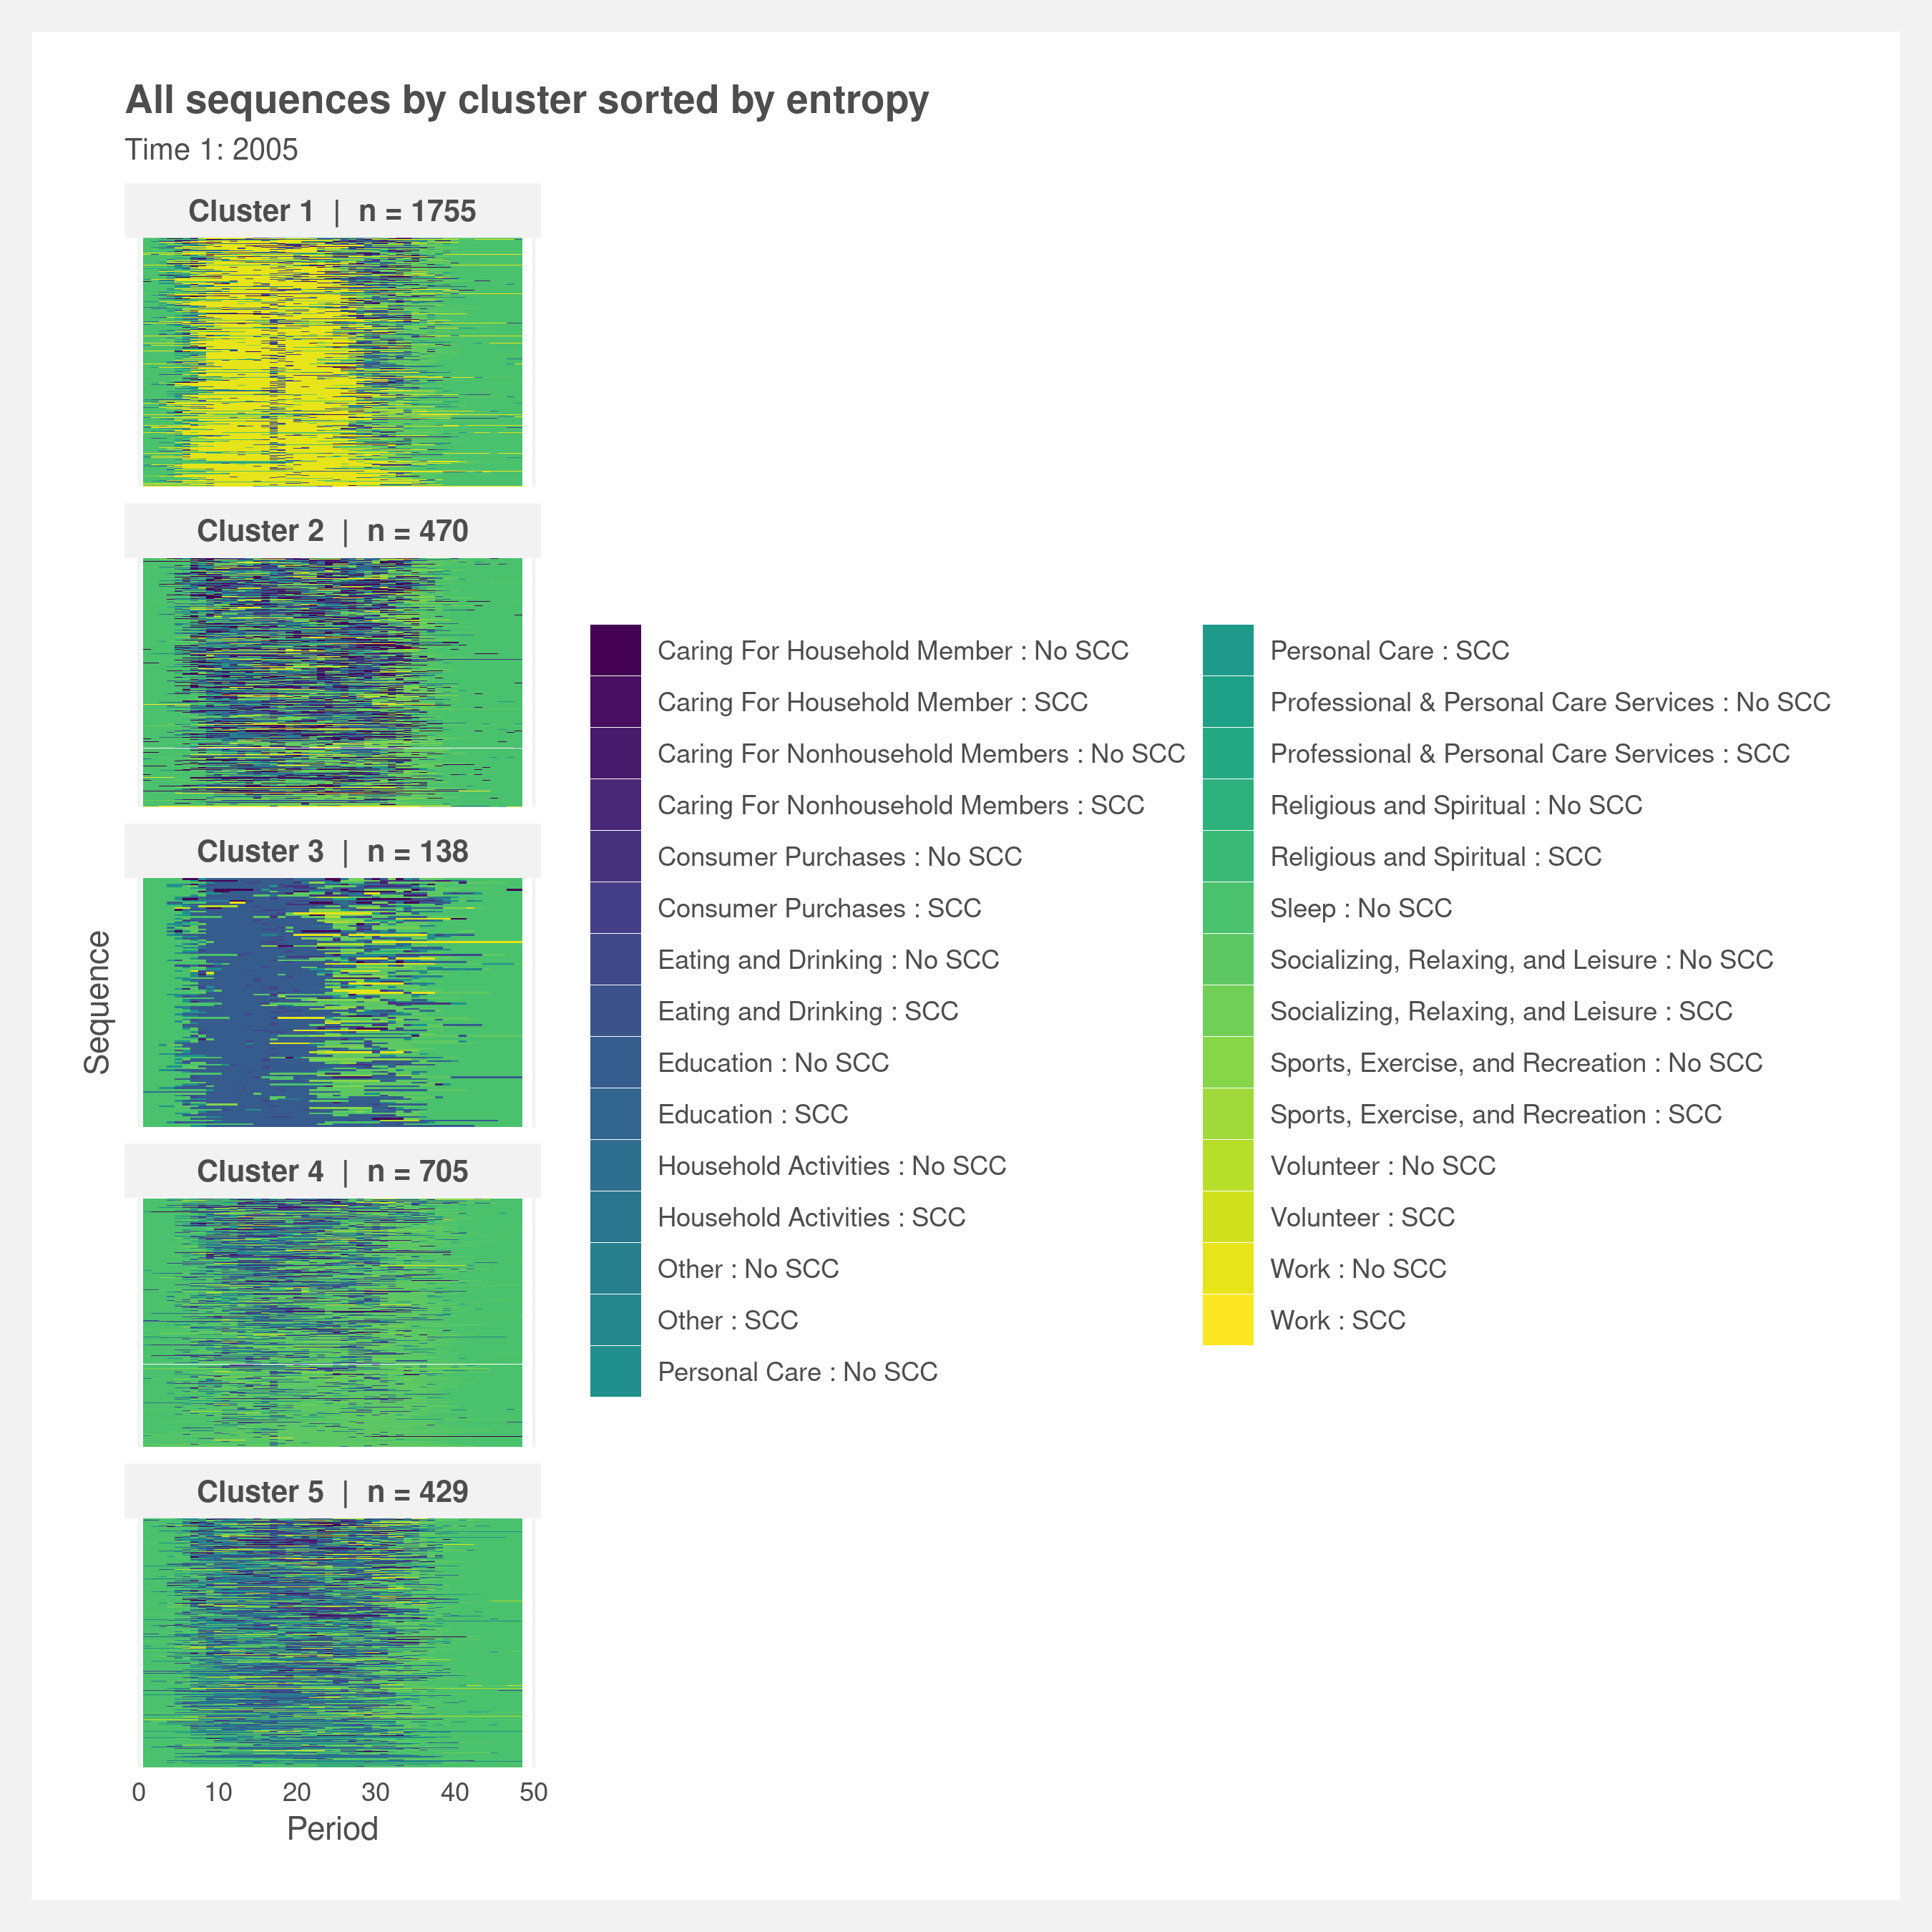 All sequences by cluster sorted by entropy
Time 1: 2005
Cluster 1 | n = 1755
Cluster 2 | n = 470
Cluster 3 | n = 138
Cluster 4 | n = 705
Cluster 5 | n = 429
Sequence
0 10 20 30 40 50
Period
Caring For Household Member : No SCC
Caring For Household Member : SCC
Caring For Nonhousehold Members : No SCC
Caring For Nonhousehold Members : SCC
Consumer Purchases : No SCC
Consumer Purchases : SCC
Eating and Drinking : No SCC
Eating and Drinking : SCC
Education : No SCC
Education : SCC
Household Activities : No SCC
Household Activities : SCC
Other : No SCC
Other : SCC
Personal Care : No SCC
Personal Care : SCC
Professional & Personal Care Services : No SCC
Professional & Personal Care Services : SCC
Religious and Spiritual : No SCC
Religious and Spiritual : SCC
Sleep : No SCC
Socializing, Relaxing, and Leisure : No SCC
Socializing, Relaxing, and Leisure : SCC
Sports, Exercise, and Recreation : No SCC
Sports, Exercise, and Recreation : SCC
Volunteer : No SCC
Volunteer : SCC
Work : No SCC
Work : SCC